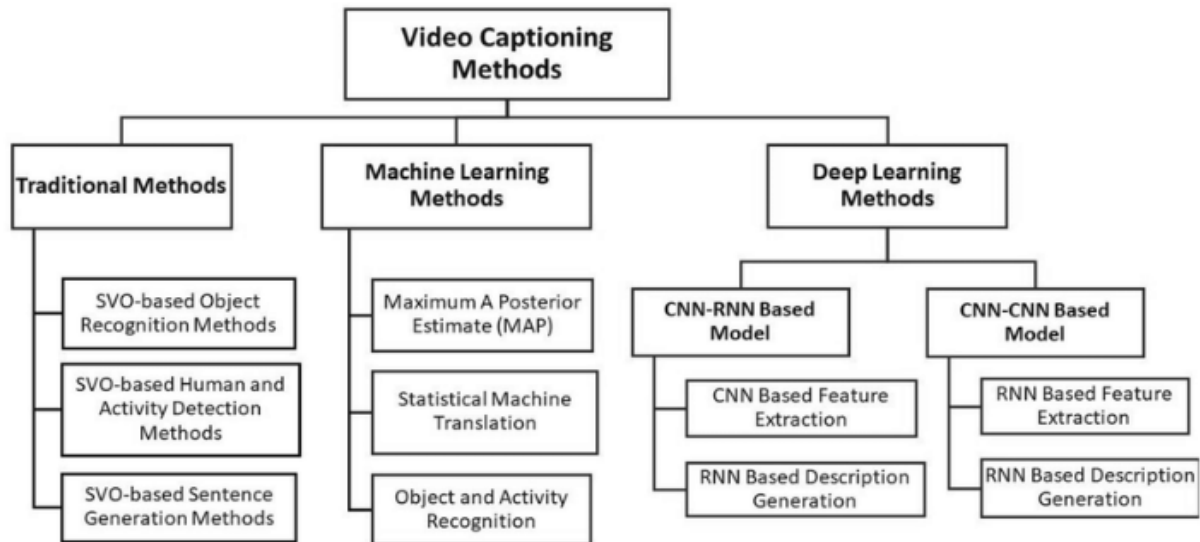 Video Captioning
Methods
Traditional Methods
Machine Learning
Methods
Deep Learning
Methods
SVO-based Object
Recognition Methods
SVO-based Human and
Activity Detection
Methods
SVO-based Sentence
Generation Methods
Maximum A Posterior
Estimate (MAP)
Statistical Machine
Translation
Object and Activity
Recognition
CNN-RNN Based
Model
CNN Based Feature
Extraction
RNN Based Description
Generation
CNN-CNN Based
Model
RNN Based Feature
Extraction
RNN Based Description
Generation